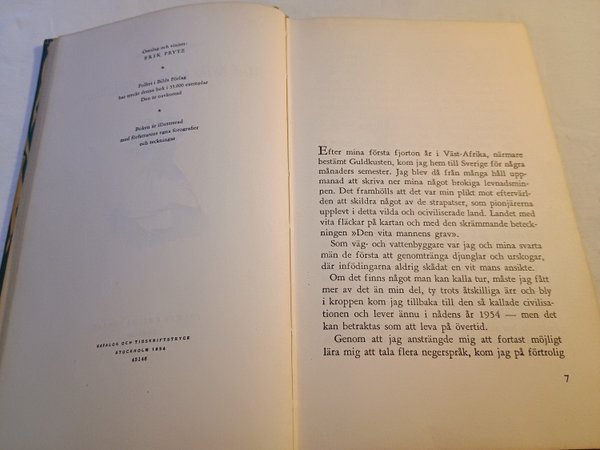 Omslag och vinjett:
ERIK PRYTZ
*
Folket i Bilds Förlag
har tryckt denna bok i 33.000 exemplar
Den är oavkortad
*
Boken är illustrerad
med författarens egna fotografier
och teckningar
KATALOG OCH TIDSKRIFTSTRYCK
STOCKHOLM 1954
45168
Efter mina första fjorton år i Väst-Afrika, närmare
bestämt Guldkusten, kom jag hem till Sverige för några
månaders semester. Jag blev då från många håll upp-
manad att skriva ner mina något brokiga levnadsmin-
nen. Det framhölls att det var min plikt mot eftervärl-
den att skildra något av de strapatser, som pionjärerna
upplevt i detta vilda och ociviliserade land. Landet med
vita fläckar på kartan och med den skrämmande beteck-
ningen »Den vita mannens grav».
Som väg- och vattenbyggare var jag och mina svarta
män de första att genomtränga djunglar och urskogar,
där infödingarna aldrig skådat en vit mans ansikte.
Om det finns något man kan kalla tur, måste jag fått
mer av det än min del, ty trots åtskilliga ärr och bly
i kroppen kom jag tillbaka till den så kallade civilisa-
tionen och lever ännu i nådens år 1954 — men det
kan betraktas som att leva på övertid.
Genom att jag ansträngde mig att fortast möjligt
lära mig att tala flera negerspråk, kom jag på förtrolig
7